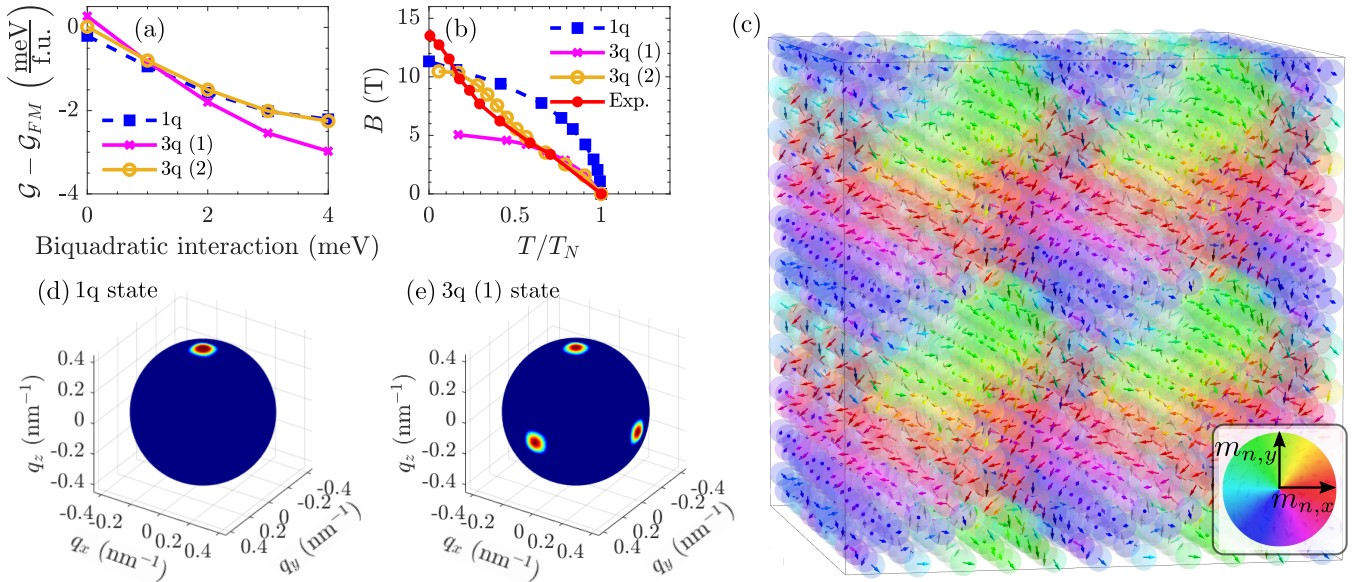 (a)
𝒢 − 𝒢_FM (meV/f.u.)
0
-2
-4
1q
3q (1)
3q (2)
0 2 4
Biquadratic interaction (meV)
(b)
B (T)
15
10
5
0
1q
3q (1)
3q (2)
Exp.
0 0.5 1
T/T_N
(c)
m_{n,y}
m_{n,x}
(d) 1q state
0.4
0.2
0
-0.2
-0.4
q_z (nm⁻¹)
-0.4 -0.2 0 0.2 0.4
q_x (nm⁻¹)
-0.4
-0.2
0
0.2
0.4
q_y (nm⁻¹)
(e) 3q (1) state
0.4
0.2
0
-0.2
-0.4
q_z (nm⁻¹)
-0.4 -0.2 0 0.2 0.4
q_x (nm⁻¹)
-0.4
-0.2
0
0.2
0.4
q_y (nm⁻¹)